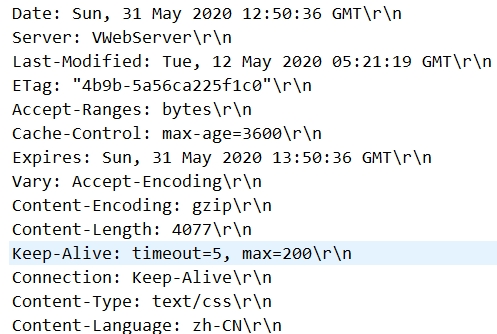 Date: Sun, 31 May 2020 12:50:36 GMT\r\n
Server: VWebServer\r\n
Last-Modified: Tue, 12 May 2020 05:21:19 GMT\r\n
ETag: "4b9b-5a56ca225f1c0"\r\n
Accept-Ranges: bytes\r\n
Cache-Control: max-age=3600\r\n
Expires: Sun, 31 May 2020 13:50:36 GMT\r\n
Vary: Accept-Encoding\r\n
Content-Encoding: gzip\r\n
Content-Length: 4077\r\n
Keep-Alive: timeout=5, max=200\r\n
Connection: Keep-Alive\r\n
Content-Type: text/css\r\n
Content-Language: zh-CN\r\n